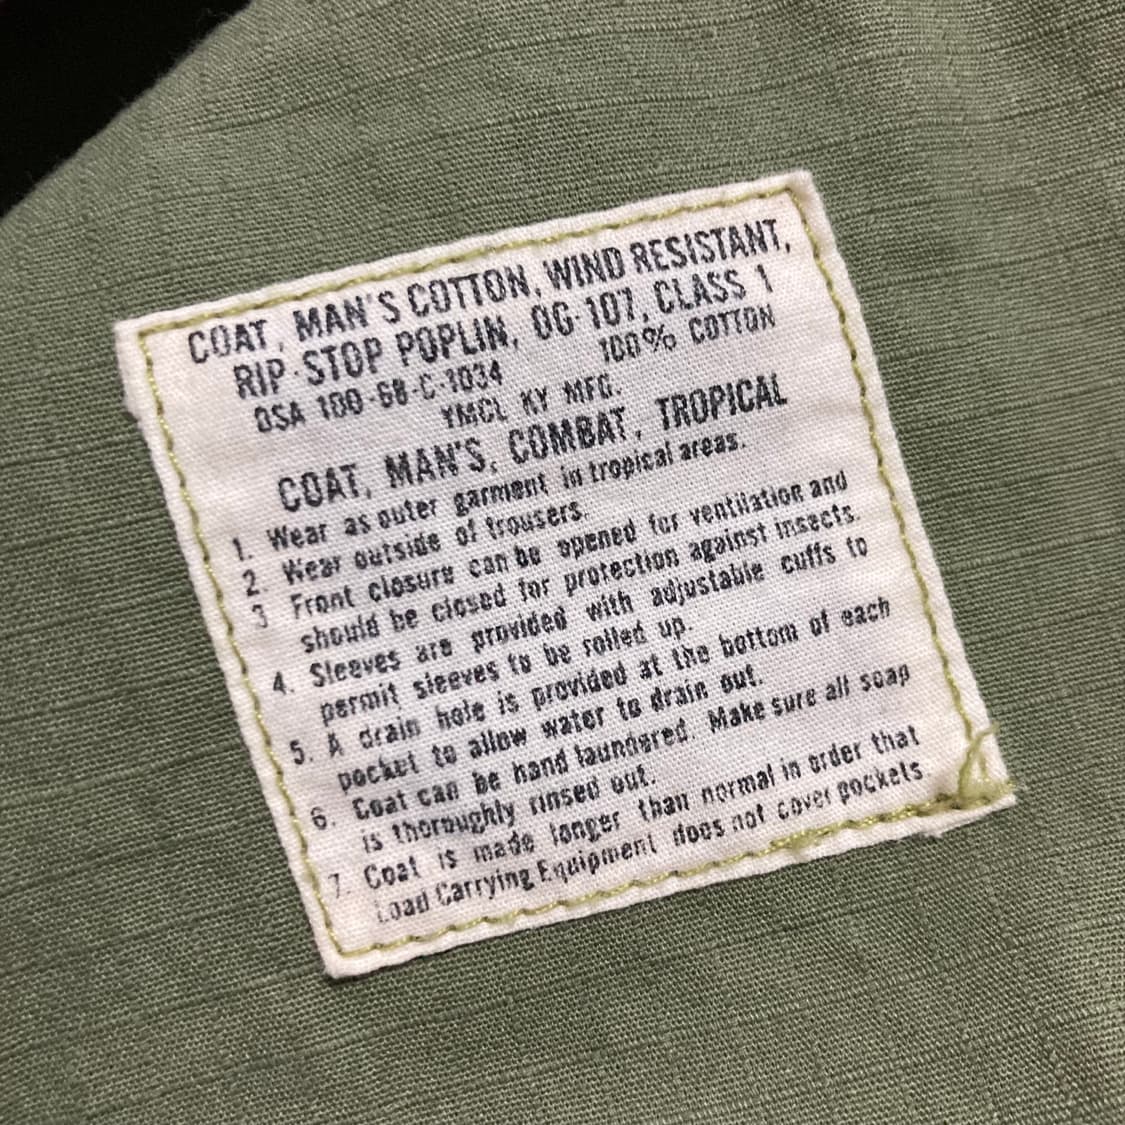 COAT, MAN'S COTTON, WIND RESISTANT,
RIP-STOP POPLIN, OG-107, CLASS 1
DSA 100-68-C-1034 100% COTTON
YMCL KY MFG.
COAT, MAN'S, COMBAT, TROPICAL
1. Wear as outer garment in tropical areas.
2. Wear outside of trousers.
3 Front closure can be opened for ventilation and
should be closed for protection against insects.
4. Sleeves are provided with adjustable cuffs to
permit sleeves to be rolled up.
5. A drain hole is provided at the bottom of each
pocket to allow water to drain out.
6. Coat can be hand laundered. Make sure all soap
is thoroughly rinsed out.
7. Coat is made longer than normal in order that
Load Carrying Equipment does not cover pockets.